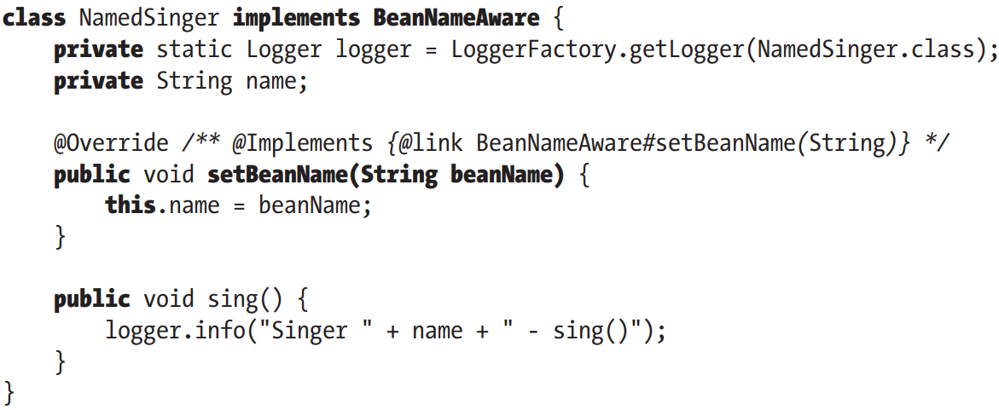 class NamedSinger implements BeanNameAware {
    private static Logger logger = LoggerFactory.getLogger(NamedSinger.class);
    private String name;

    @Override /** @Implements {@link BeanNameAware#setBeanName(String)} */
    public void setBeanName(String beanName) {
        this.name = beanName;
    }

    public void sing() {
        logger.info("Singer " + name + " - sing()");
    }
}